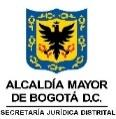 ALCALDÍA MAYOR
DE BOGOTÁ D.C.
SECRETARÍA JURÍDICA DISTRITAL